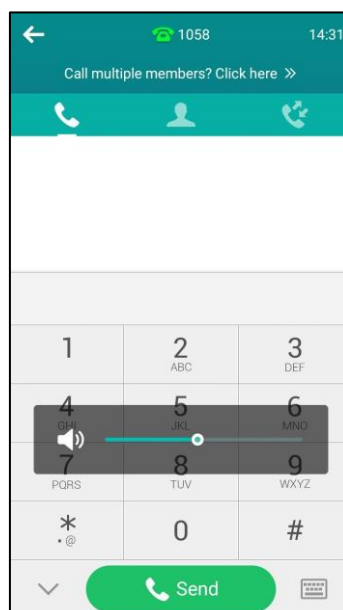 1058 14:31
Call multiple members? Click here »
1 2 3
ABC DEF
4 5 6
GHI JKL MNO
7 8 9
PQRS TUV WXYZ
* 0 #
• @
Send